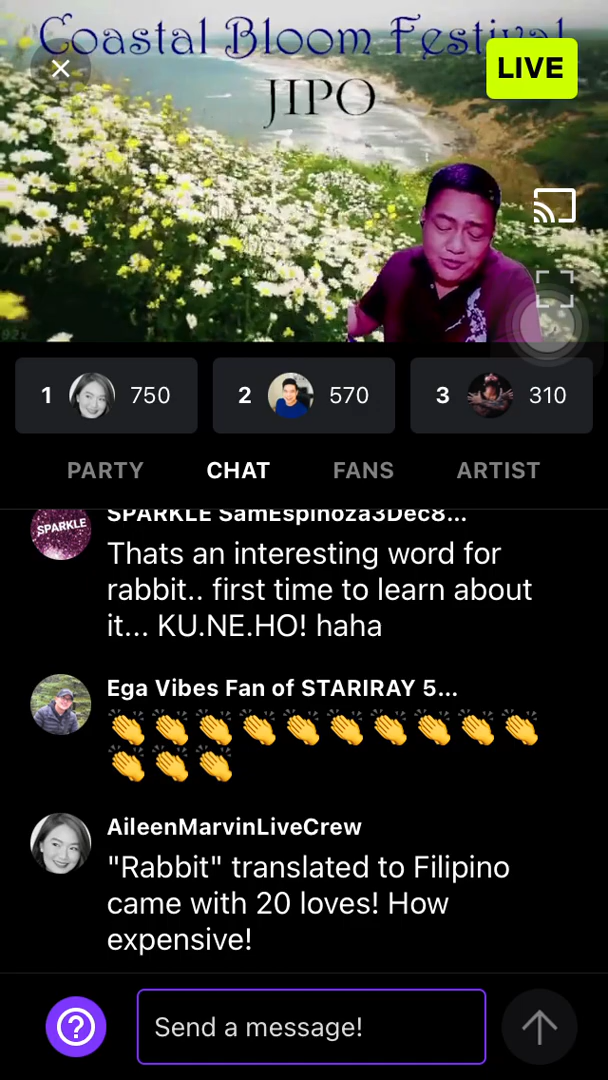 Coastal Bloom Festival
LIVE
JIPO
1 750
2 570
3 310
PARTY CHAT FANS ARTIST
SPARKLE
SPARKLE SamEspinoza3Dec8...
Thats an interesting word for
rabbit.. first time to learn about
it... KU.NE.HO! haha
Ega Vibes Fan of STARIRAY 5...
👏👏👏👏👏👏👏👏👏👏
👏👏👏
AileenMarvinLiveCrew
"Rabbit" translated to Filipino
came with 20 loves! How
expensive!
Send a message!